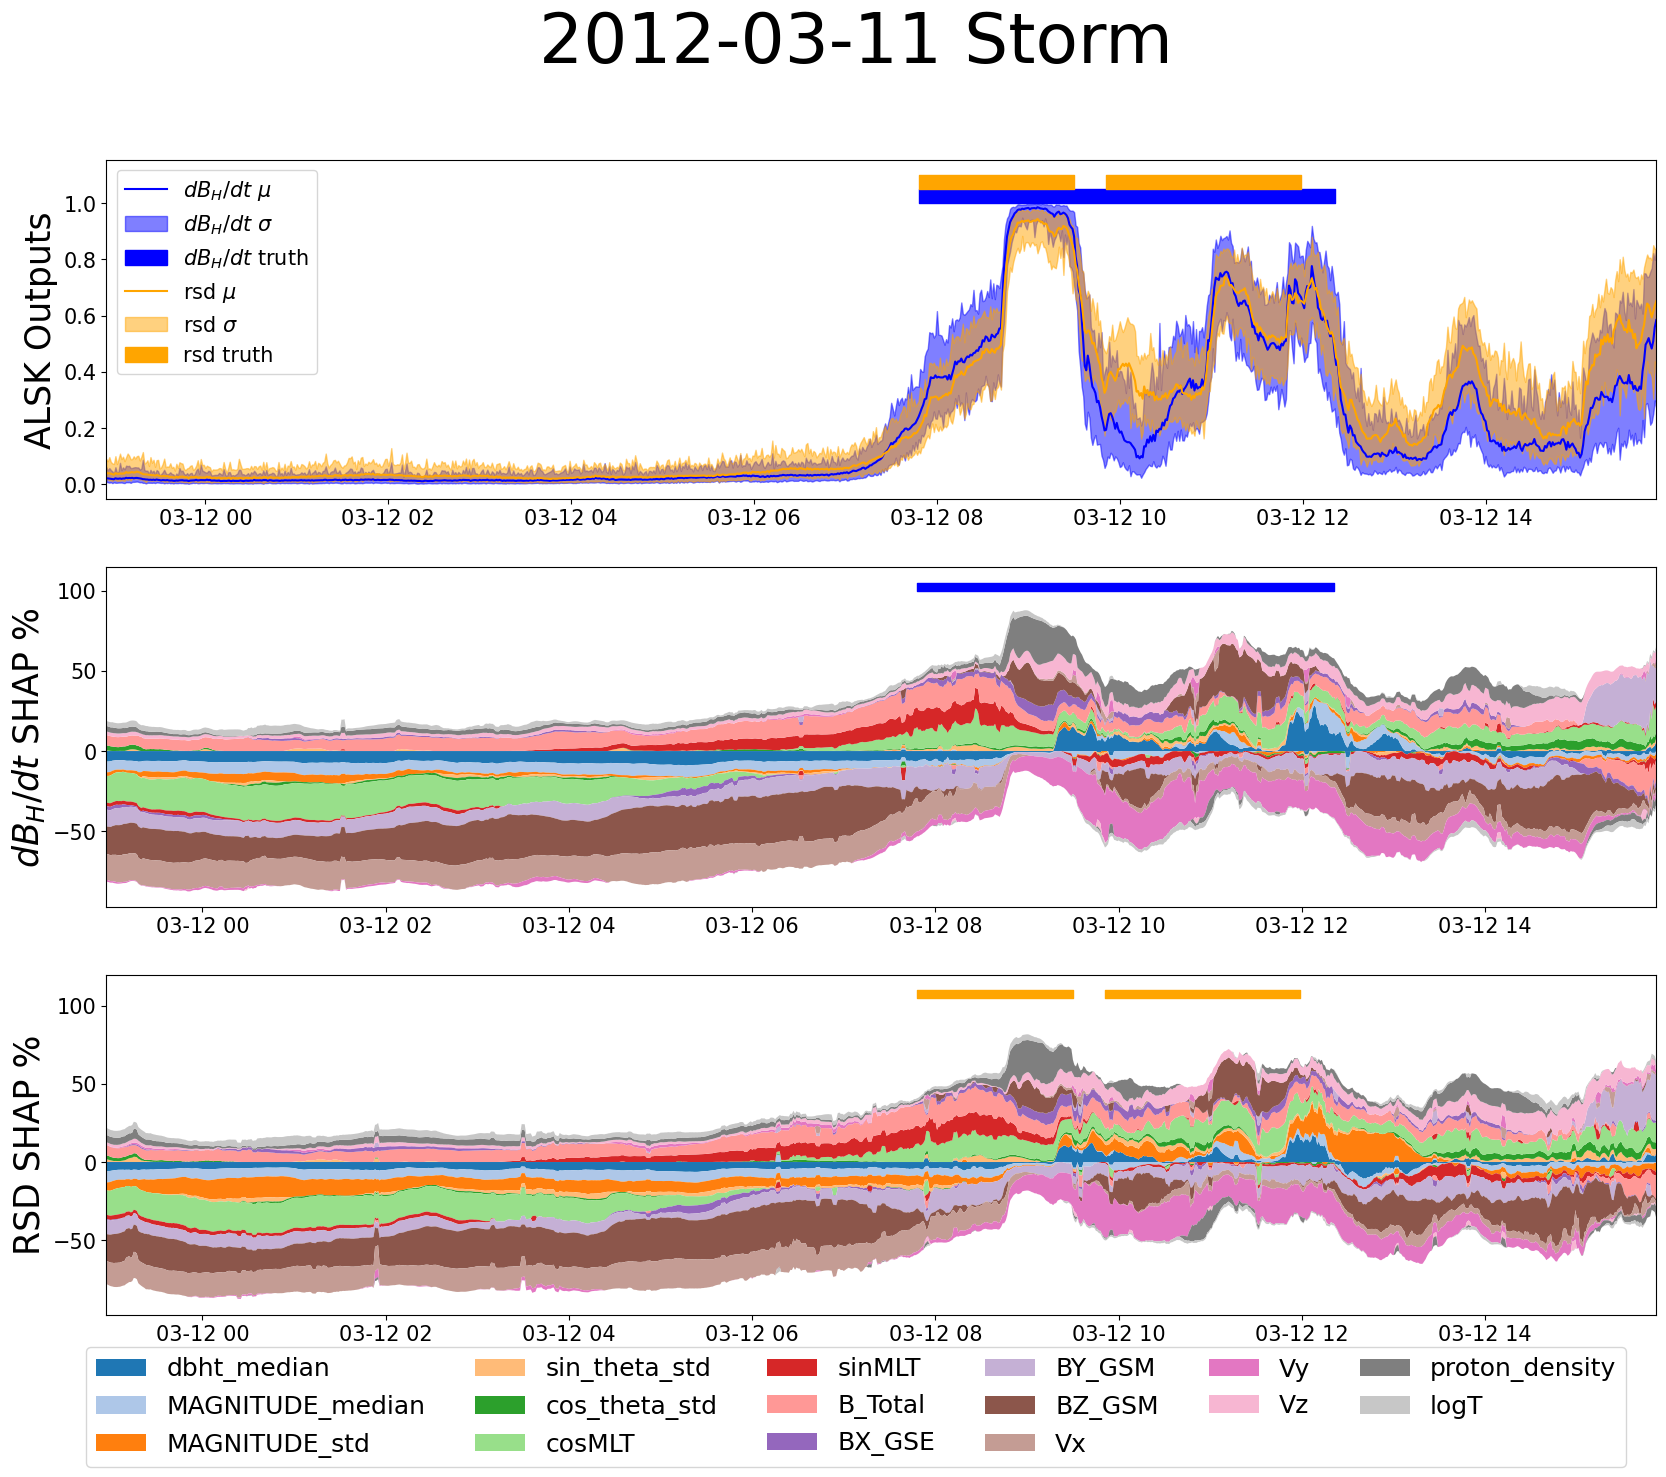 2012-03-11 Storm
ALSK Outputs
1.0
0.8
0.6
0.4
0.2
0.0
dB_H/dt μ
dB_H/dt σ
dB_H/dt truth
rsd μ
rsd σ
rsd truth
03-12 00 03-12 02 03-12 04 03-12 06 03-12 08 03-12 10 03-12 12 03-12 14
dB_H/dt SHAP %
100
50
0
−50
03-12 00 03-12 02 03-12 04 03-12 06 03-12 08 03-12 10 03-12 12 03-12 14
RSD SHAP %
100
50
0
−50
03-12 00 03-12 02 03-12 04 03-12 06 03-12 08 03-12 10 03-12 12 03-12 14
dbht_median sin_theta_std sinMLT BY_GSM Vy proton_density
MAGNITUDE_median cos_theta_std B_Total BZ_GSM Vz logT
MAGNITUDE_std cosMLT BX_GSE Vx